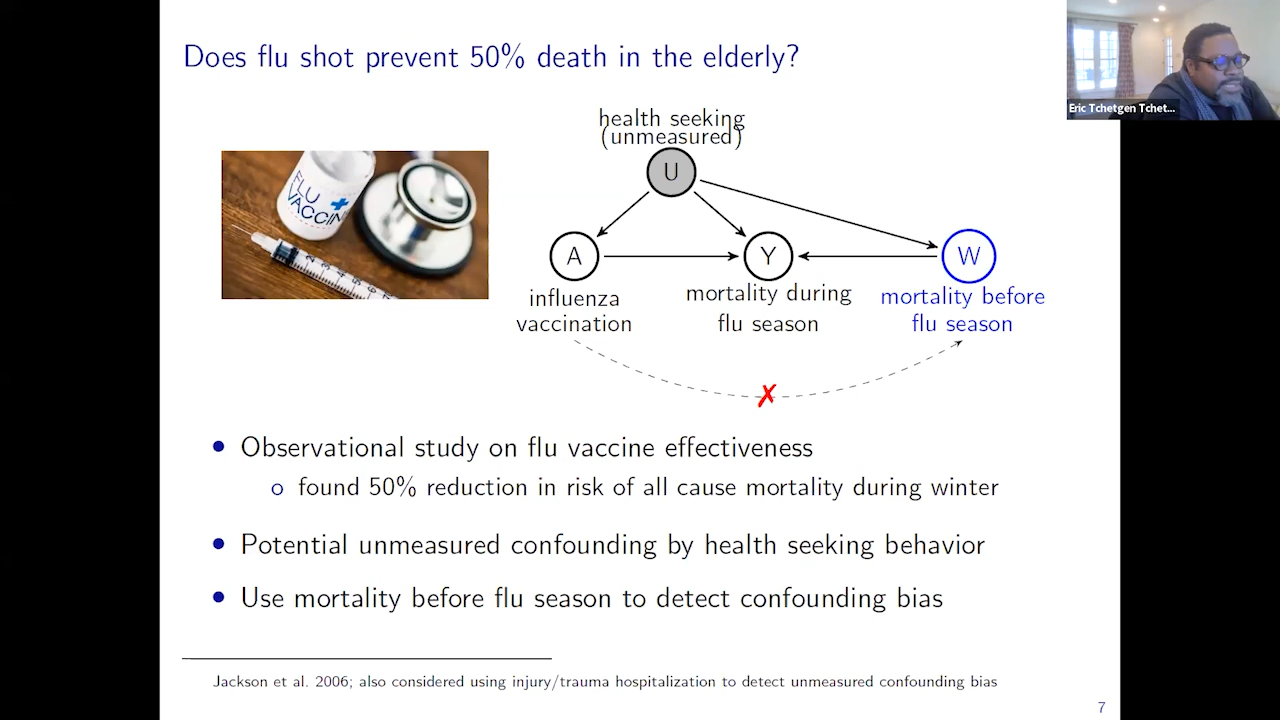 Does flu shot prevent 50% death in the elderly?
Eric Tchetgen Tchet...
health seeking
(unmeasured)
U
FLU
VACCIN
A
Y
W
influenza
vaccination
mortality during
flu season
mortality before
flu season
✗
• Observational study on flu vaccine effectiveness
o found 50% reduction in risk of all cause mortality during winter
• Potential unmeasured confounding by health seeking behavior
• Use mortality before flu season to detect confounding bias
Jackson et al. 2006; also considered using injury/trauma hospitalization to detect unmeasured confounding bias
7